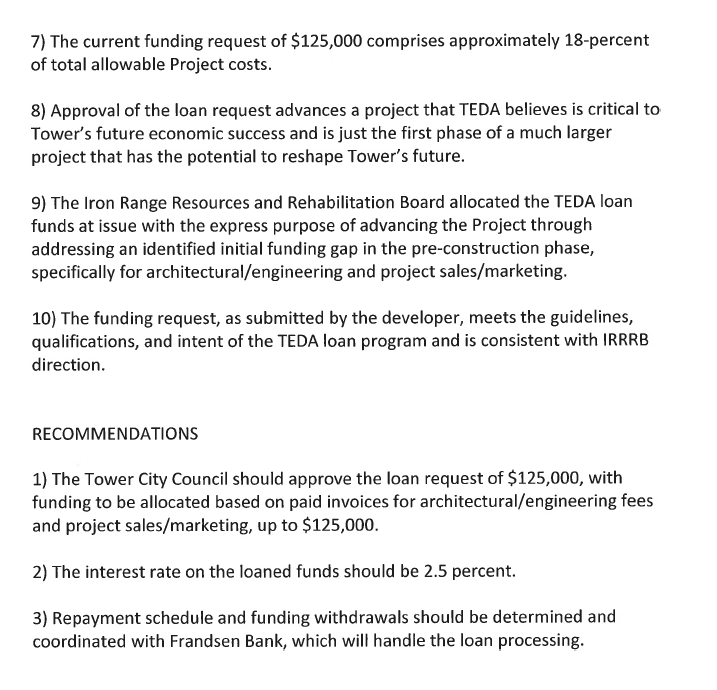 7) The current funding request of $125,000 comprises approximately 18-percent
of total allowable Project costs.
8) Approval of the loan request advances a project that TEDA believes is critical to
Tower's future economic success and is just the first phase of a much larger
project that has the potential to reshape Tower's future.
9) The Iron Range Resources and Rehabilitation Board allocated the TEDA loan
funds at issue with the express purpose of advancing the Project through
addressing an identified initial funding gap in the pre-construction phase,
specifically for architectural/engineering and project sales/marketing.
10) The funding request, as submitted by the developer, meets the guidelines,
qualifications, and intent of the TEDA loan program and is consistent with IRRRB
direction.
RECOMMENDATIONS
1) The Tower City Council should approve the loan request of $125,000, with
funding to be allocated based on paid invoices for architectural/engineering fees
and project sales/marketing, up to $125,000.
2) The interest rate on the loaned funds should be 2.5 percent.
3) Repayment schedule and funding withdrawals should be determined and
coordinated with Frandsen Bank, which will handle the loan processing.